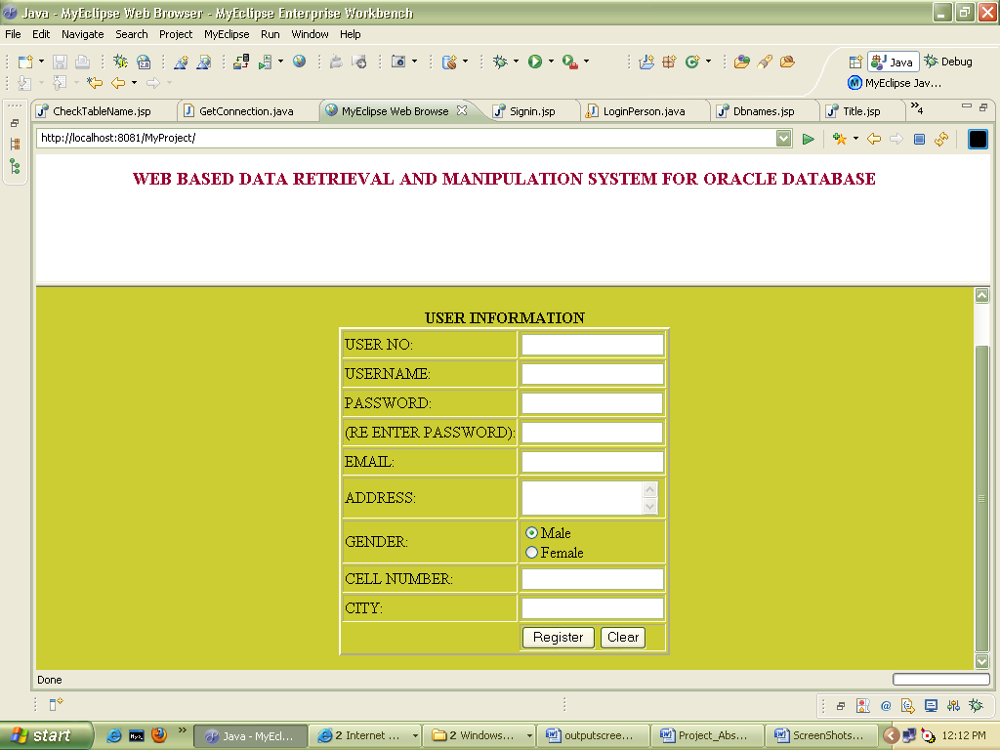 Java - MyEclipse Web Browser - MyEclipse Enterprise Workbench
File Edit Navigate Search Project MyEclipse Run Window Help
Java Debug
MyEclipse Jav...
CheckTableName.jsp GetConnection.java MyEclipse Web Browse Signin.jsp LoginPerson.java Dbnames.jsp Title.jsp »4
http://localhost:8081/MyProject/
WEB BASED DATA RETRIEVAL AND MANIPULATION SYSTEM FOR ORACLE DATABASE
USER INFORMATION
USER NO:
USERNAME:
PASSWORD:
(RE ENTER PASSWORD):
EMAIL:
ADDRESS:
GENDER: Male
Female
CELL NUMBER:
CITY:
Register Clear
Done
start » Java - MyEcl... 2 Internet ... 2 Windows... outputscree... Project_Abs... ScreenShots... 12:12 PM